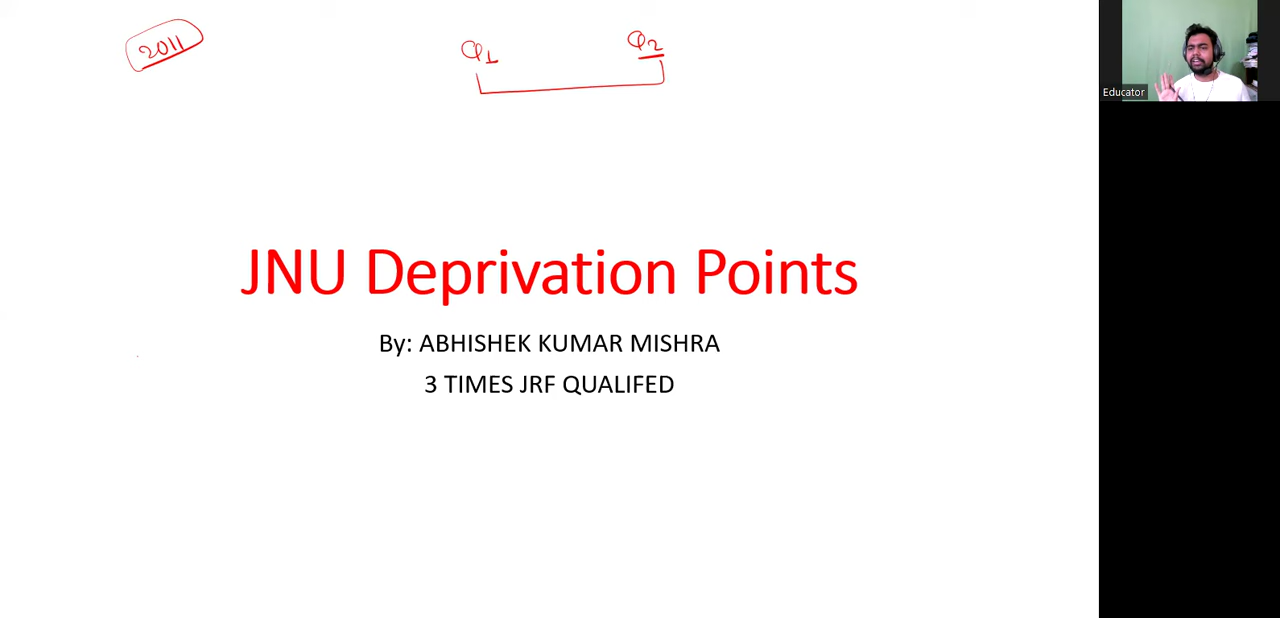 2011
Q1
Q2
Educator
JNU Deprivation Points
By: ABHISHEK KUMAR MISHRA
3 TIMES JRF QUALIFED